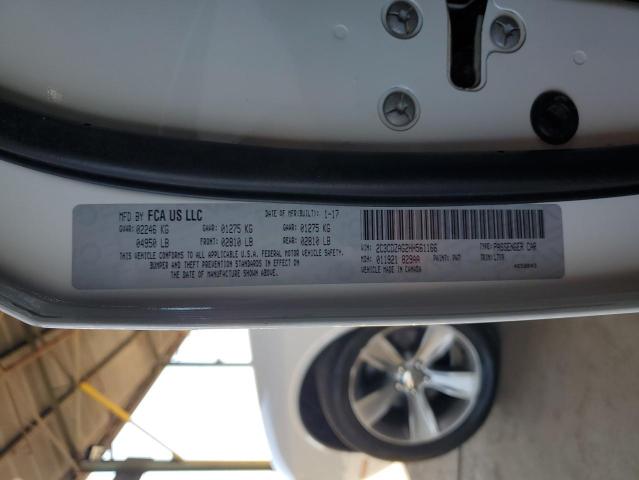 MFD BY FCA US LLC
DATE OF MFR(BUILT): 1-17
GVWR: 02246 KG
GAWR: 01275 KG
GAWR: 01275 KG
04950 LB
FRONT: 02810 LB
REAR: 02810 LB
THIS VEHICLE CONFORMS TO ALL APPLICABLE U.S.A. FEDERAL MOTOR VEHICLE SAFETY,
BUMPER AND THEFT PREVENTION STANDARDS IN EFFECT ON
THE DATE OF MANUFACTURE SHOWN ABOVE.
VIN: 2C3CDZAG2HH561166
TYPE: PASSENGER CAR
MDH: 011921 829AA
PAINT: PW7
TRIM: L7X9
VEHICLE MADE IN CANADA